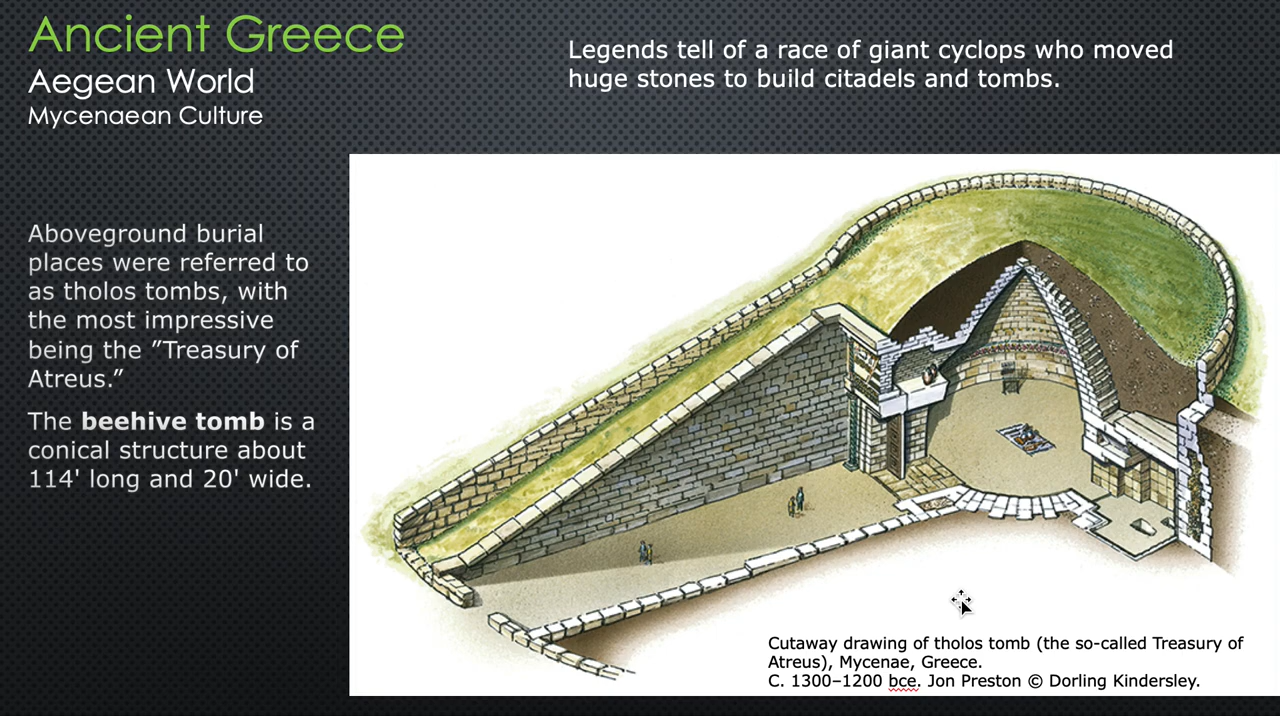 Ancient Greece
Aegean World
Mycenaean Culture
Legends tell of a race of giant cyclops who moved
huge stones to build citadels and tombs.
Aboveground burial
places were referred to
as tholos tombs, with
the most impressive
being the ”Treasury of
Atreus.”
The beehive tomb is a
conical structure about
114' long and 20' wide.
Cutaway drawing of tholos tomb (the so-called Treasury of
Atreus), Mycenae, Greece.
C. 1300–1200 bce. Jon Preston © Dorling Kindersley.